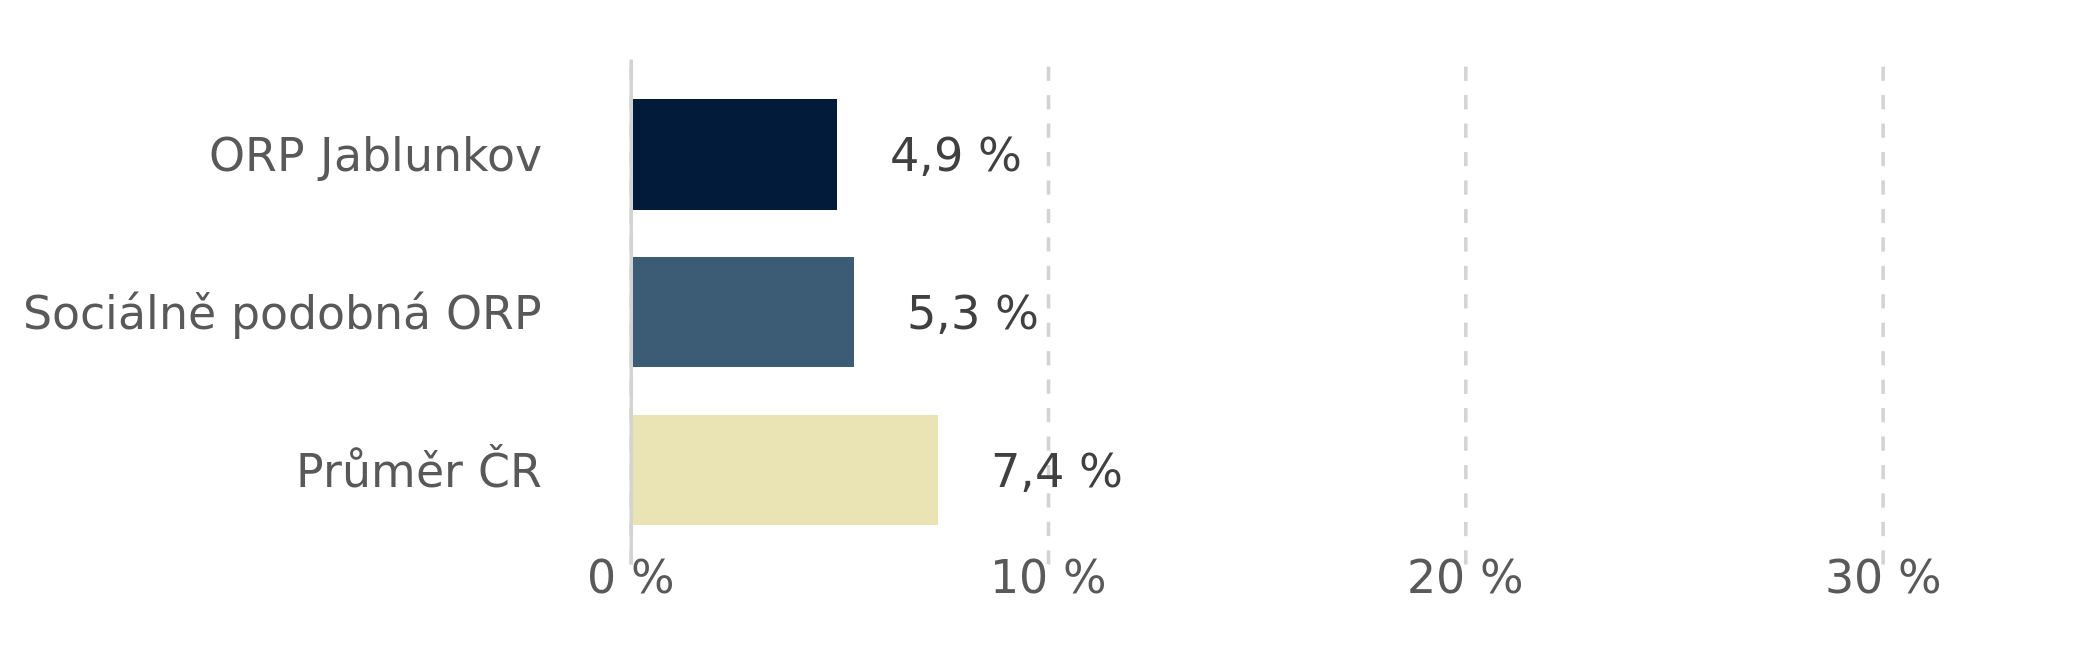 ORP Jablunkov 4,9 %
Sociálně podobná ORP 5,3 %
Průměr ČR 7,4 %
0 % 10 % 20 % 30 %